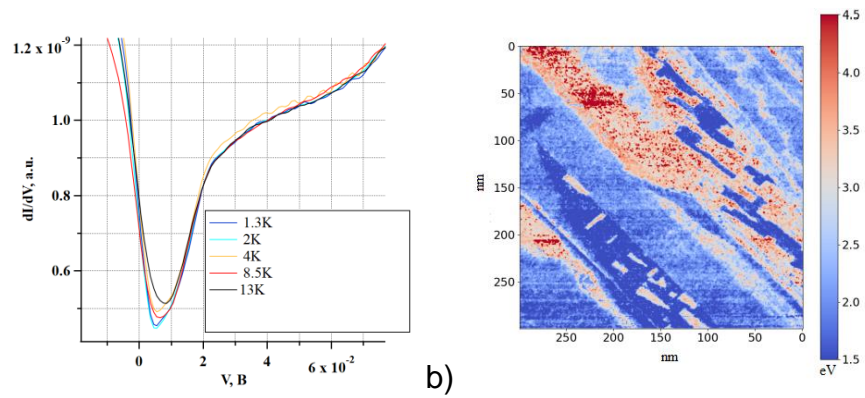 1.2 x 10⁻⁹
1.0
0.8
0.6
dI/dV, a.u.
1.3K
2K
4K
8.5K
13K
0
2
4
6 x 10⁻²
V, B
b)
0
50
100
150
200
250
nm
250
200
150
100
50
0
nm
4.5
4.0
3.5
3.0
2.5
2.0
1.5
eV